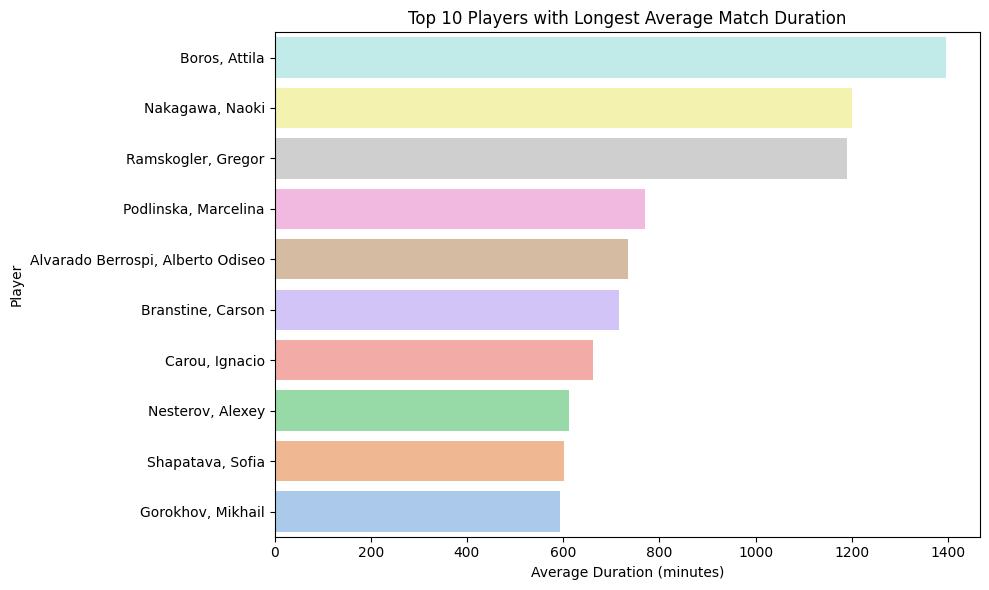 Top 10 Players with Longest Average Match Duration
Player
Boros, Attila
Nakagawa, Naoki
Ramskogler, Gregor
Podlinska, Marcelina
Alvarado Berrospi, Alberto Odiseo
Branstine, Carson
Carou, Ignacio
Nesterov, Alexey
Shapatava, Sofia
Gorokhov, Mikhail
0 200 400 600 800 1000 1200 1400
Average Duration (minutes)